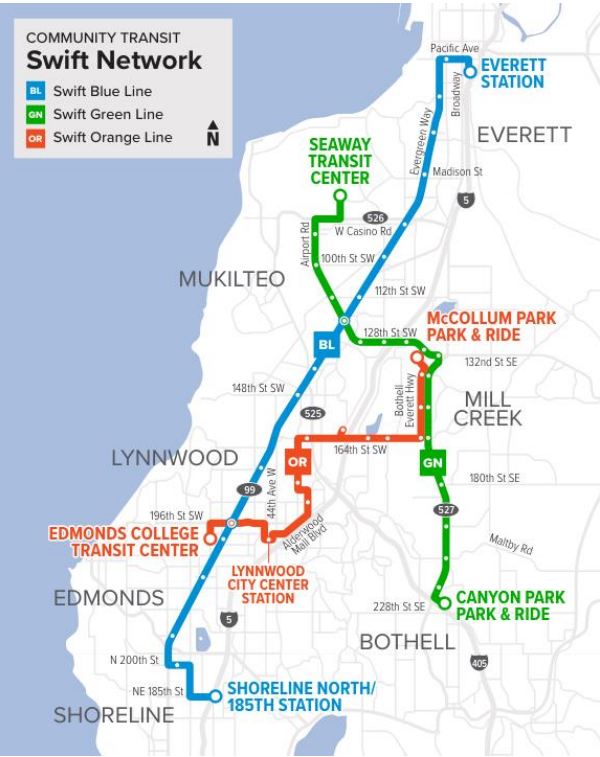 COMMUNITY TRANSIT
Swift Network
BL Swift Blue Line
GN Swift Green Line
OR Swift Orange Line
N
Pacific Ave
EVERETT
STATION
Broadway
EVERETT
Evergreen Way
SEAWAY
TRANSIT
CENTER
Madison St
5
526
W Casino Rd
Airport Rd
100th St SW
MUKILTEO
112th St SW
McCOLLUM PARK
PARK & RIDE
128th St SW
BL
132nd St SE
148th St SW
Bothell
Everett Hwy
MILL
CREEK
525
164th St SW
LYNNWOOD
OR
GN
44th Ave W
180th St SE
99
527
196th St SW
EDMONDS COLLEGE
TRANSIT CENTER
Alderwood
Mall Blvd
Maltby Rd
LYNNWOOD
CITY CENTER
STATION
EDMONDS
CANYON PARK
PARK & RIDE
228th St SE
5
BOTHELL
N 200th St
405
NE 185th St
SHORELINE NORTH/
185TH STATION
SHORELINE